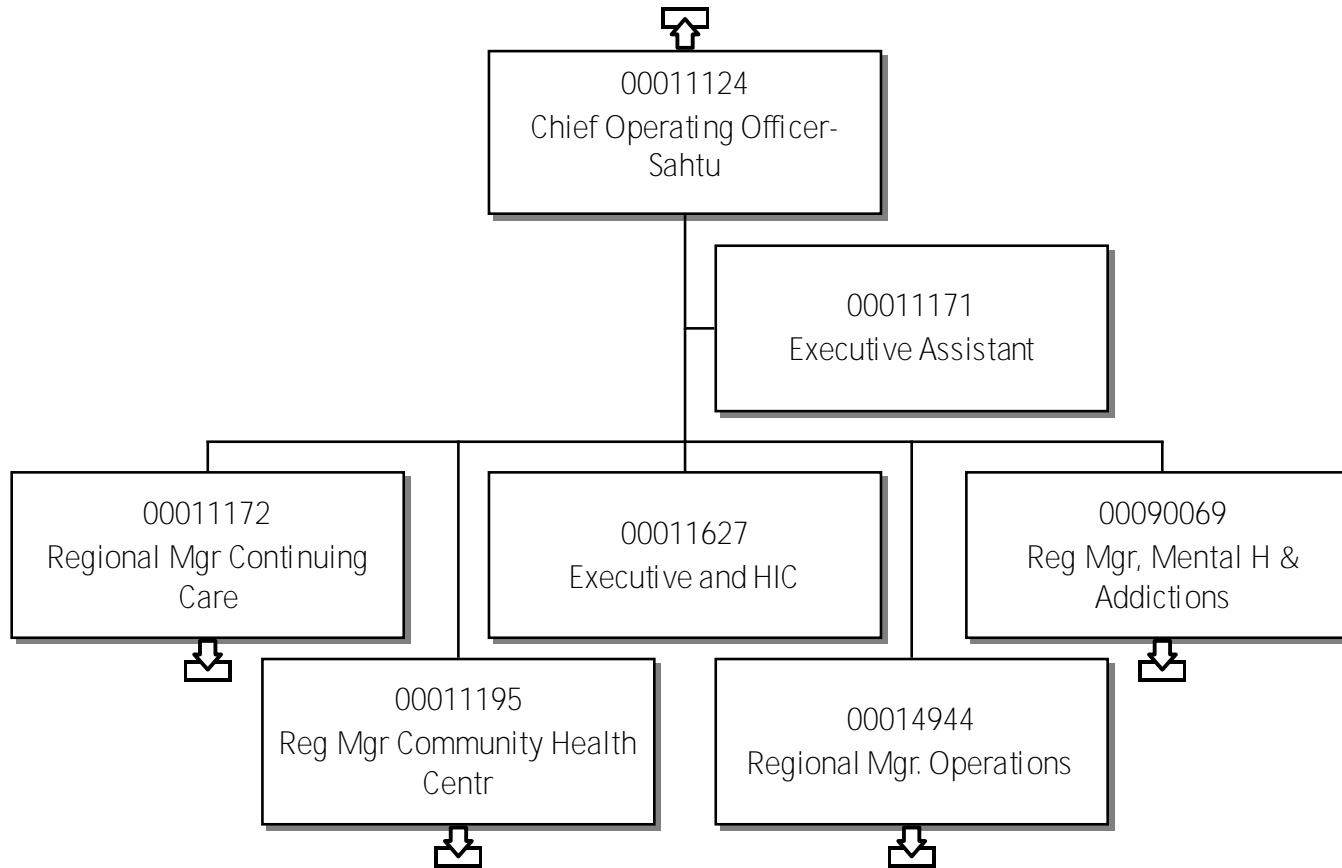 00011124
Chief Operating Officer-
Sahtu
00011171
Executive Assistant
00011172
Regional Mgr Continuing
Care
00011627
Executive and HIC
00090069
Reg Mgr, Mental H &
Addictions
00011195
Reg Mgr Community Health
Centr
00014944
Regional Mgr. Operations